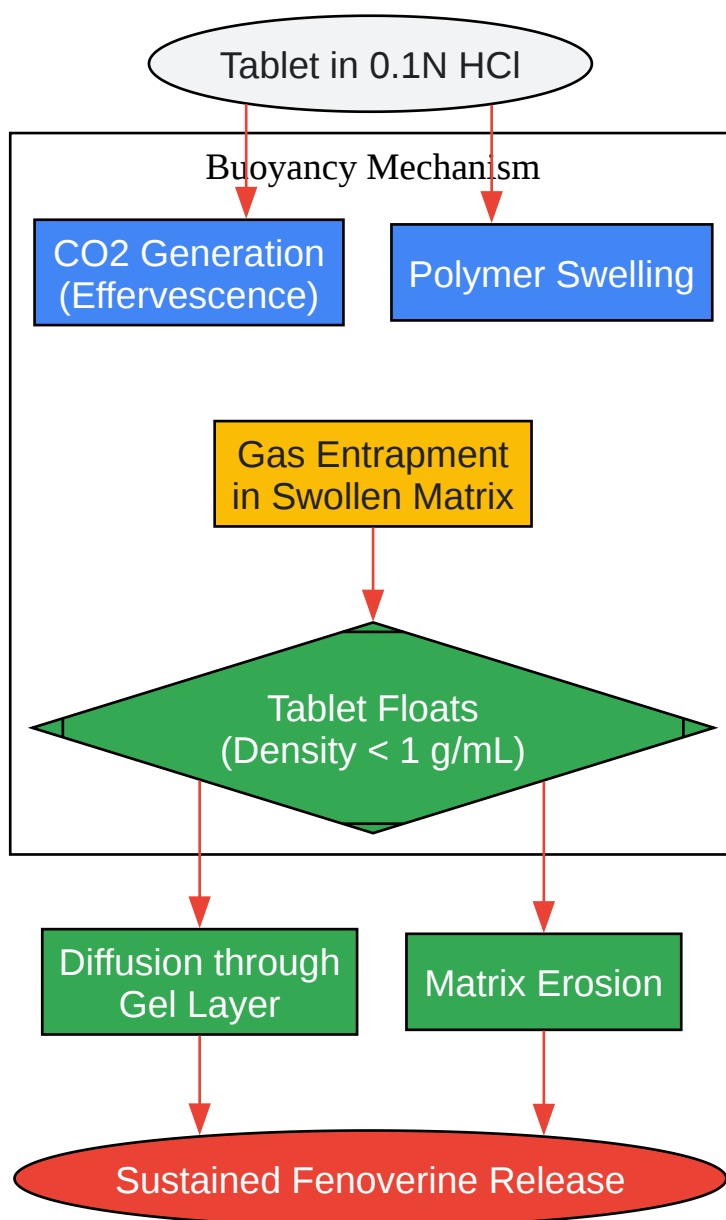 Tablet in 0.1N HCl
Buoyancy Mechanism
CO2 Generation
(Effervescence)
Polymer Swelling
Gas Entrapment
in Swollen Matrix
Tablet Floats
(Density < 1 g/mL)
Diffusion through
Gel Layer
Matrix Erosion
Sustained Fenoverine Release